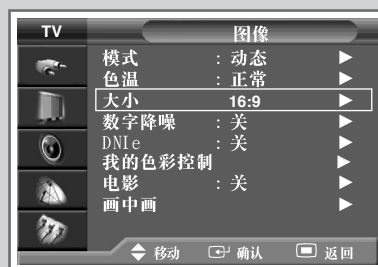 TV 图像
模式 : 动态
色温 : 正常
大小 16:9
数字降噪 : 关
DNIe : 关
我的色彩控制
电影 : 关
画中画
移动 确认 返回